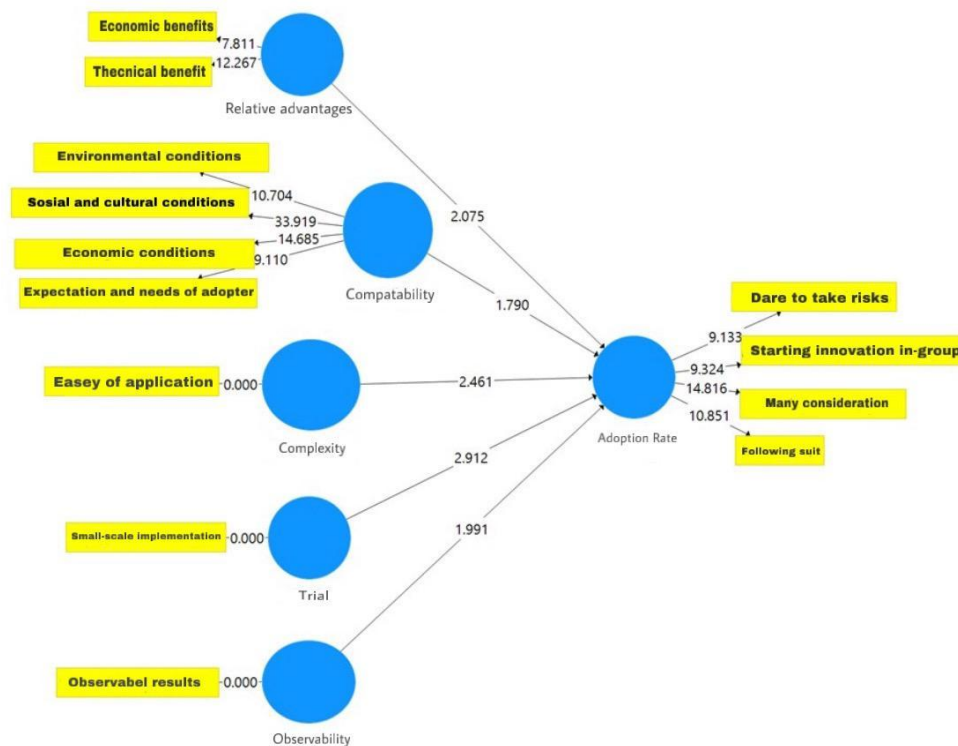 Economic benefits
7.811
Thecnical benefit
12.267
Relative advantages
Environmental conditions
10.704
Sosial and cultural conditions
33.919
14.685
Economic conditions
9.110
Expectation and needs of adopter
Compatability
2.075
1.790
Dare to take risks
9.133
Starting innovation in-group
9.324
14.816
Many consideration
10.851
Following suit
Adoption Rate
Easey of application
0.000
2.461
Complexity
2.912
Small-scale implementation
0.000
1.991
Trial
Observabel results
0.000
Observability